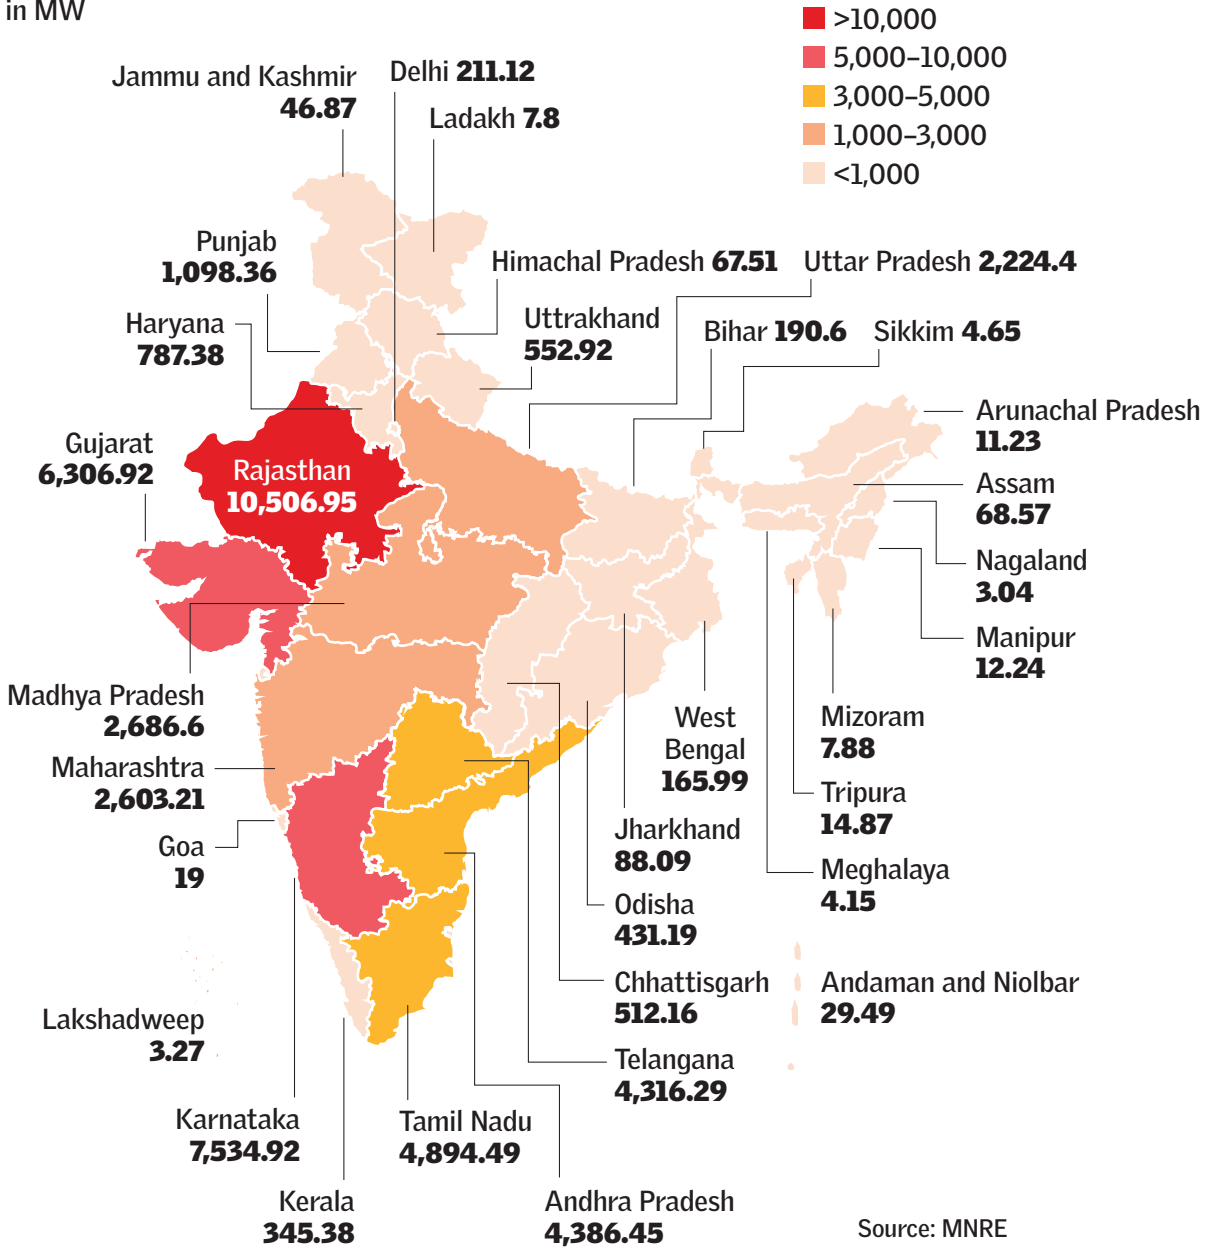 in MW
>10,000
5,000–10,000
3,000–5,000
1,000–3,000
<1,000
Jammu and Kashmir
46.87
Delhi 211.12
Ladakh 7.8
Punjab
1,098.36
Himachal Pradesh 67.51
Uttar Pradesh 2,224.4
Haryana
787.38
Uttrakhand
552.92
Bihar 190.6
Sikkim 4.65
Arunachal Pradesh
11.23
Gujarat
6,306.92
Rajasthan
10,506.95
Assam
68.57
Nagaland
3.04
Manipur
12.24
Madhya Pradesh
2,686.6
West
Bengal
165.99
Mizoram
7.88
Maharashtra
2,603.21
Tripura
14.87
Goa
19
Jharkhand
88.09
Meghalaya
4.15
Odisha
431.19
Chhattisgarh
512.16
Andaman and Niolbar
29.49
Lakshadweep
3.27
Telangana
4,316.29
Karnataka
7,534.92
Tamil Nadu
4,894.49
Kerala
345.38
Andhra Pradesh
4,386.45
Source: MNRE